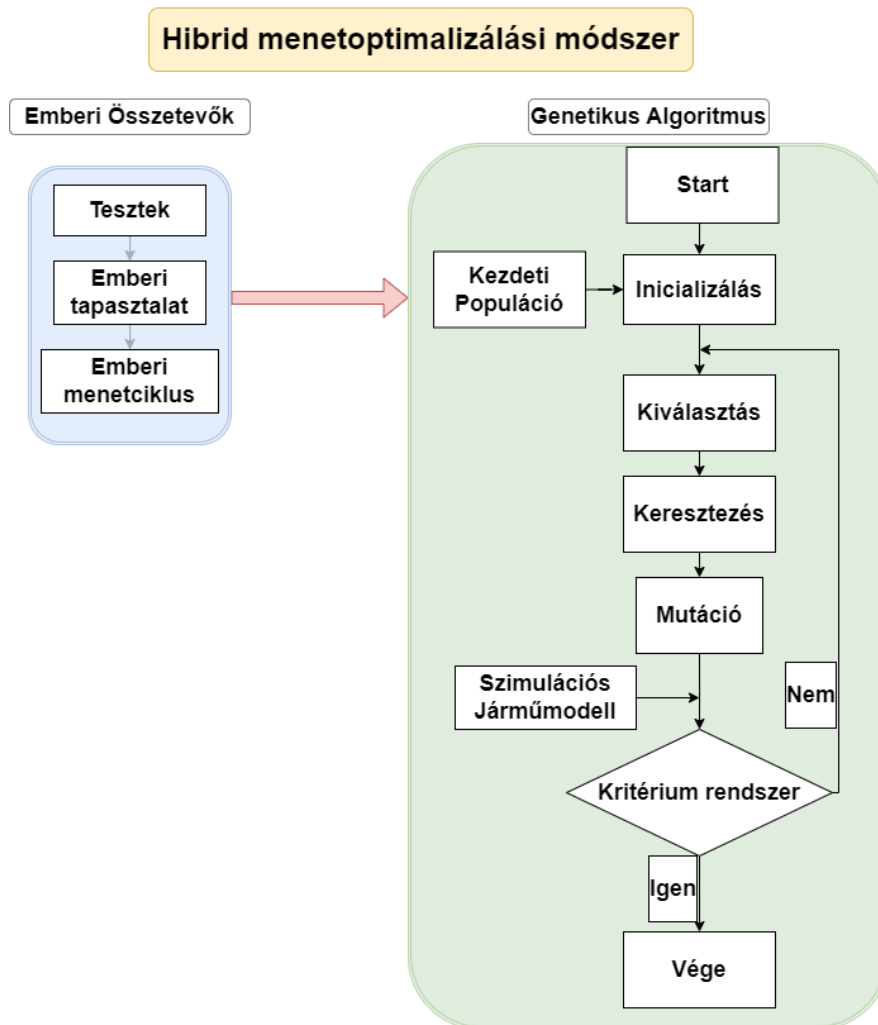 Hibrid menetoptimalizálási módszer
Emberi Összetevők
Tesztek
Emberi
tapasztalat
Emberi
menetciklus
Genetikus Algoritmus
Start
Kezdeti
Populáció
Inicializálás
Kiválasztás
Keresztezés
Mutáció
Szimulációs
Járműmodell
Nem
Kritérium rendszer
Igen
Vége